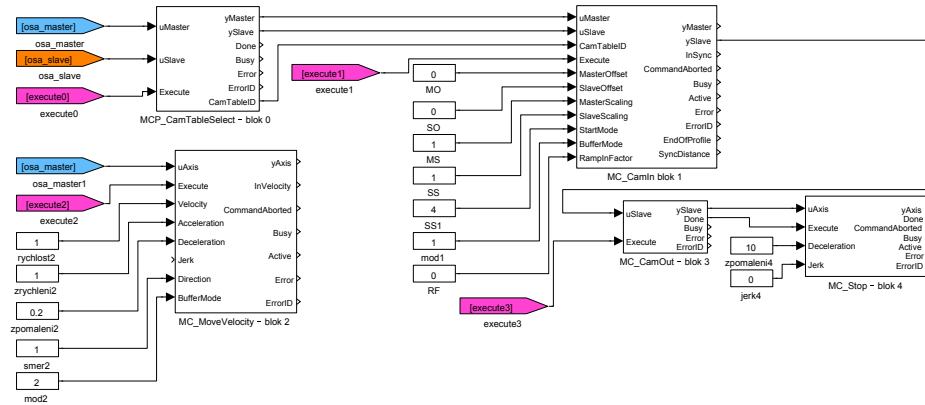 [osa_master]
osa_master
[osa_slave]
osa_slave
[execute0]
execute0
uMaster
uSlave
Execute
yMaster
ySlave
Done
Busy
Error
ErrorID
CamTableID
MCP_CamTableSelect − blok 0
[execute1]
execute1
0
MO
0
SO
1
MS
1
SS
4
SS1
1
mod1
0
RF
uMaster
uSlave
CamTableID
Execute
MasterOffset
SlaveOffset
MasterScaling
SlaveScaling
StartMode
BufferMode
RampInFactor
yMaster
ySlave
InSync
CommandAborted
Busy
Active
Error
ErrorID
EndOfProfile
SyncDistance
MC_CamIn blok 1
[osa_master]
osa_master1
[execute2]
execute2
1
rychlost2
1
zrychleni2
0.2
zpomaleni2
1
smer2
2
mod2
uAxis
Execute
Velocity
Acceleration
Deceleration
Jerk
Direction
BufferMode
yAxis
InVelocity
CommandAborted
Busy
Active
Error
ErrorID
MC_MoveVelocity − blok 2
[execute3]
execute3
uSlave
Execute
ySlave
Done
Busy
Error
ErrorID
MC_CamOut − blok 3
10
zpomaleni4
0
jerk4
uAxis
Execute
Deceleration
Jerk
yAxis
Done
CommandAborted
Busy
Active
Error
ErrorID
MC_Stop − blok 4